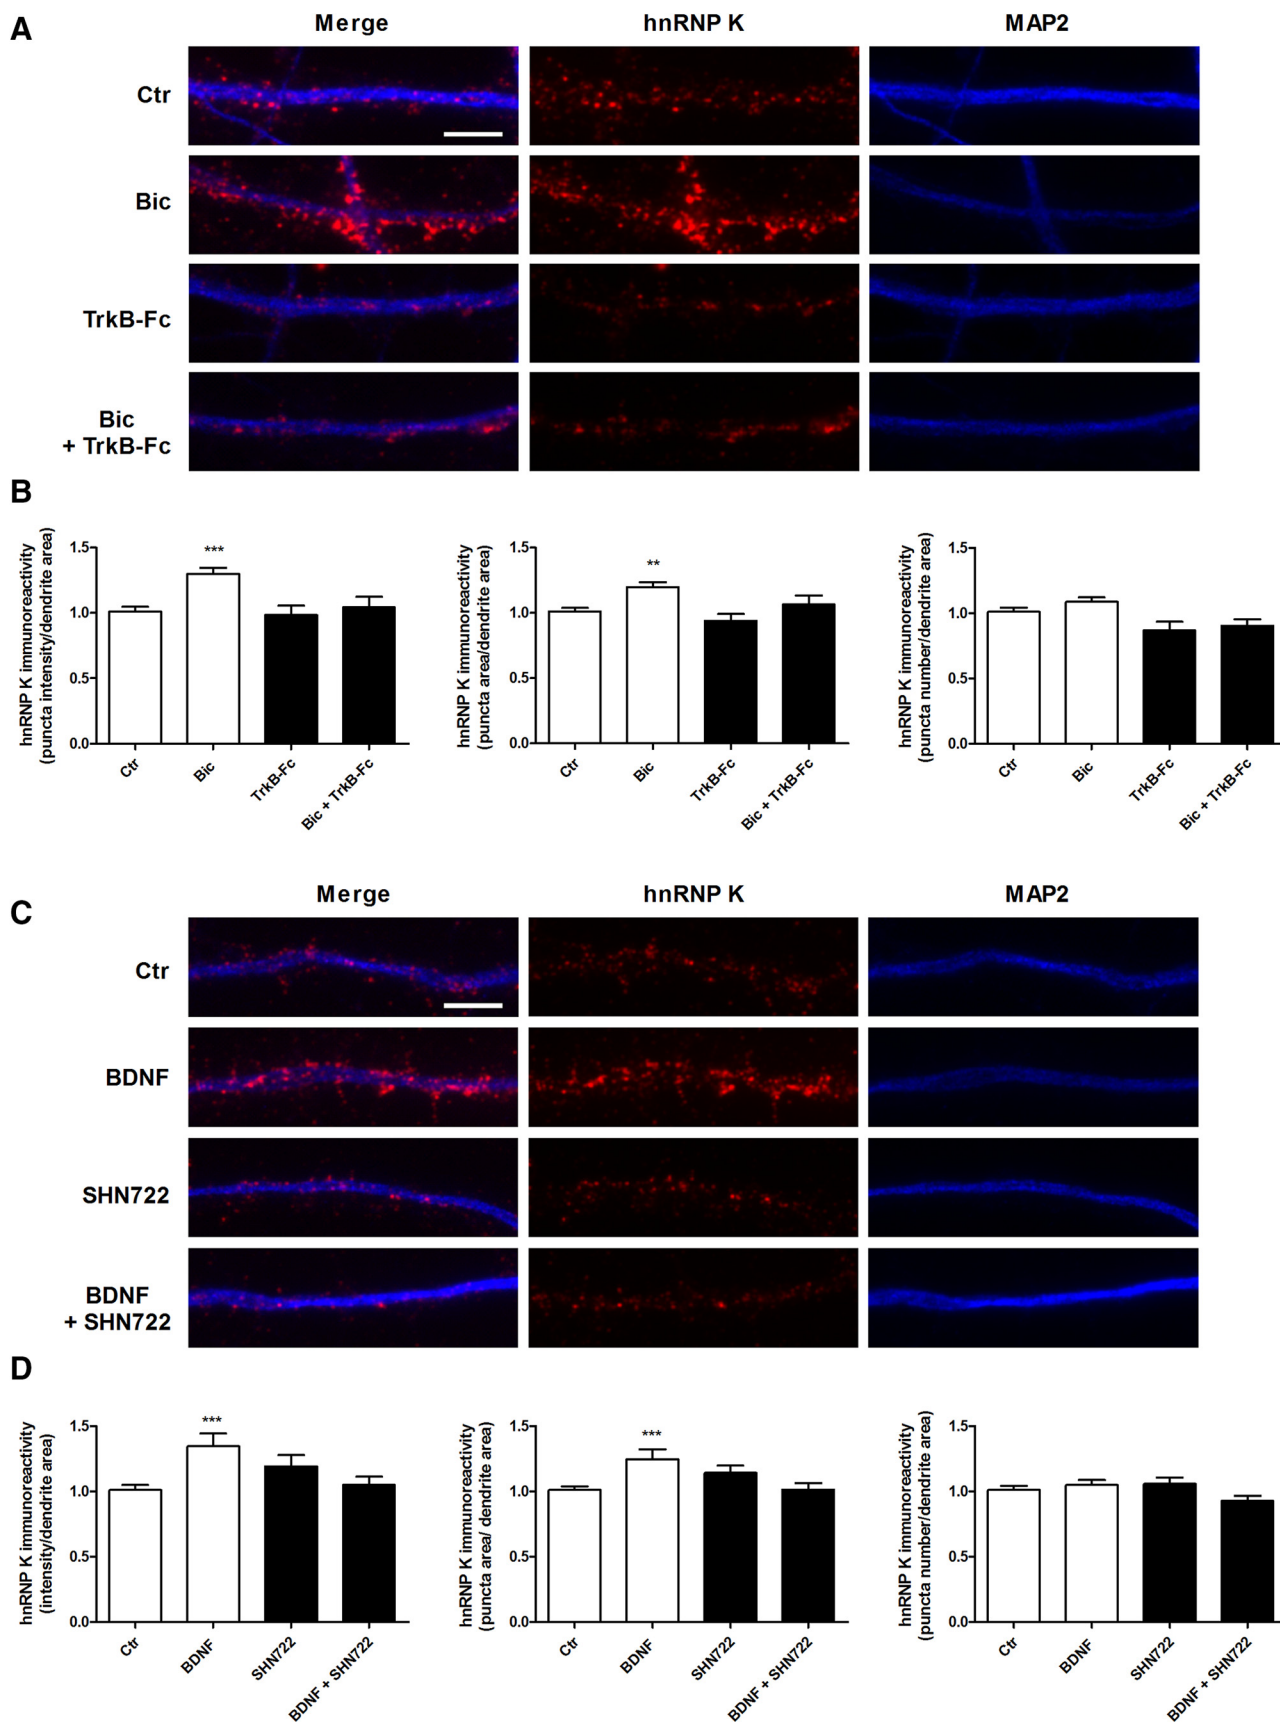 A
Merge
hnRNP K
MAP2
Ctr
Bic
TrkB-Fc
Bic
+ TrkB-Fc
B
hnRNP K immunoreactivity
(puncta intensity/dendrite area)
1.5
1.0
0.5
0.0
***
Ctr
Bic
TrkB-Fc
Bic + TrkB-Fc
hnRNP K immunoreactivity
(puncta area/dendrite area)
1.5
1.0
0.5
0.0
**
Ctr
Bic
TrkB-Fc
Bic + TrkB-Fc
hnRNP K immunoreactivity
(puncta number/dendrite area)
1.5
1.0
0.5
0.0
Ctr
Bic
TrkB-Fc
Bic + TrkB-Fc
C
Merge
hnRNP K
MAP2
Ctr
BDNF
SHN722
BDNF
+ SHN722
D
hnRNP K immunoreactivity
(intensity/dendrite area)
1.5
1.0
0.5
0.0
***
Ctr
BDNF
SHN722
BDNF + SHN722
hnRNP K immunoreactivity
(puncta area/ dendrite area)
1.5
1.0
0.5
0.0
***
Ctr
BDNF
SHN722
BDNF + SHN722
hnRNP K immunoreactivity
(puncta number/dendrite area)
1.5
1.0
0.5
0.0
Ctr
BDNF
SHN722
BDNF + SHN722